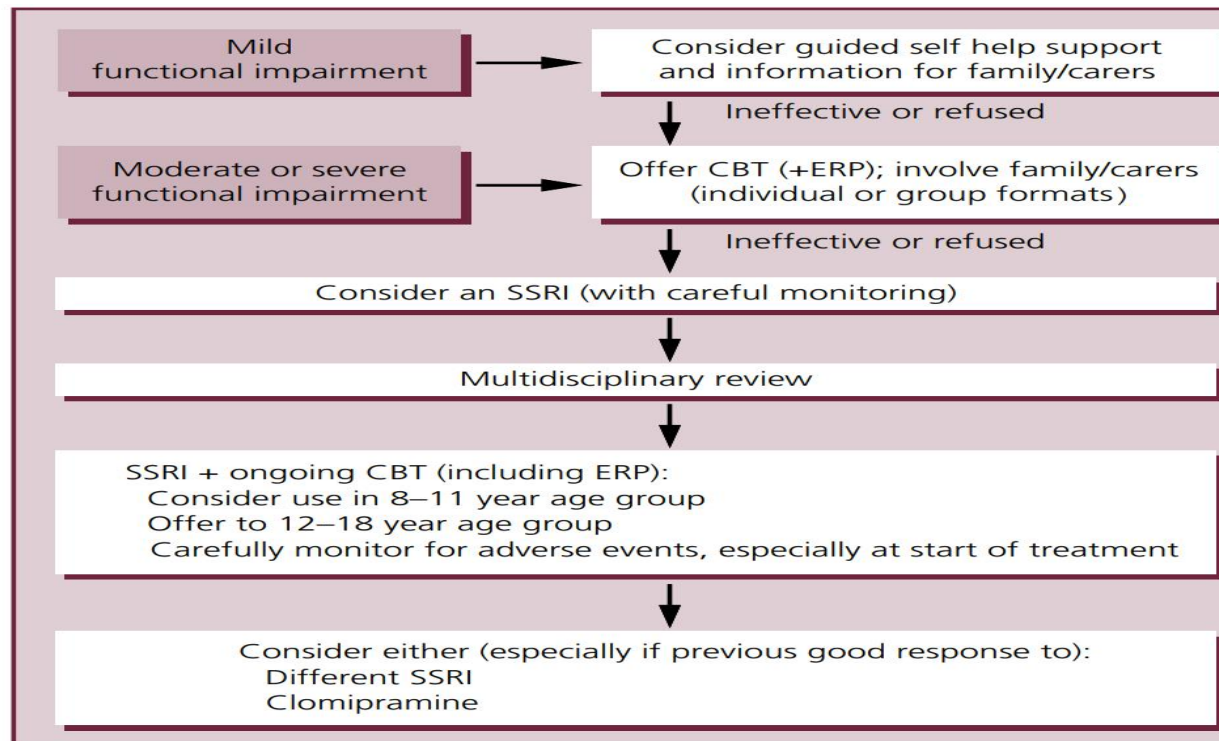 Mild
functional impairment
Consider guided self help support
and information for family/carers
Ineffective or refused
Moderate or severe
functional impairment
Offer CBT (+ERP); involve family/carers
(individual or group formats)
Ineffective or refused
Consider an SSRI (with careful monitoring)
Multidisciplinary review
SSRI + ongoing CBT (including ERP):
Consider use in 8–11 year age group
Offer to 12–18 year age group
Carefully monitor for adverse events, especially at start of treatment
Consider either (especially if previous good response to):
Different SSRI
Clomipramine